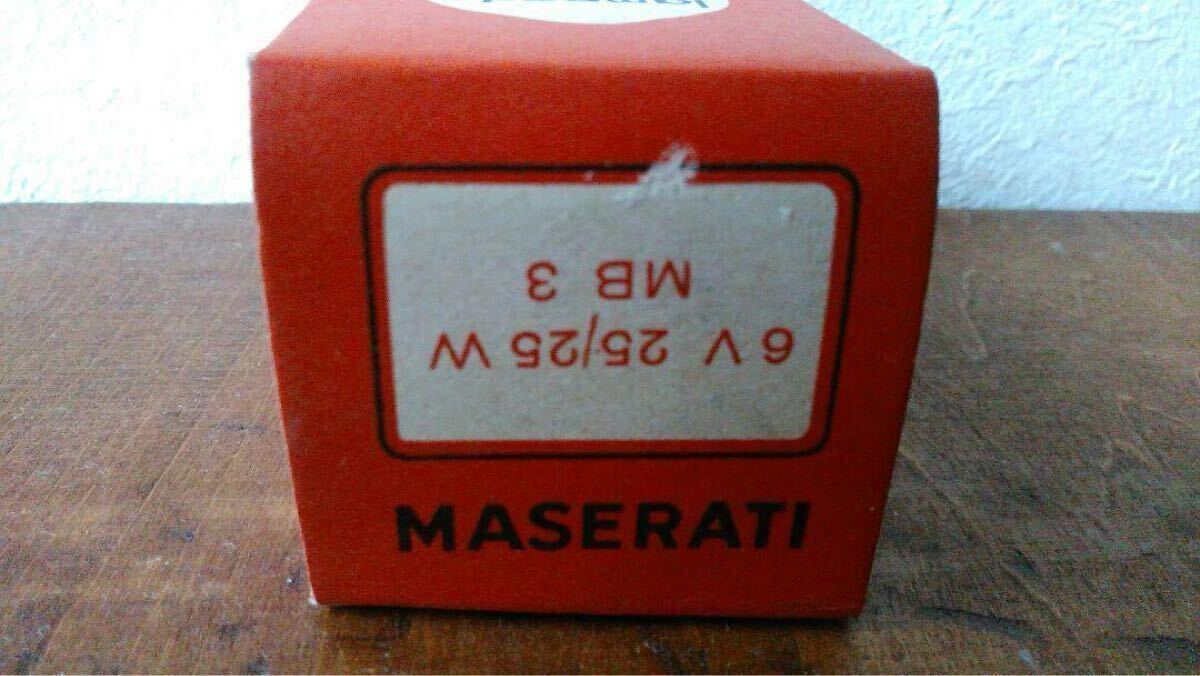 6 V 25/25 W
MB 3
MASERATI